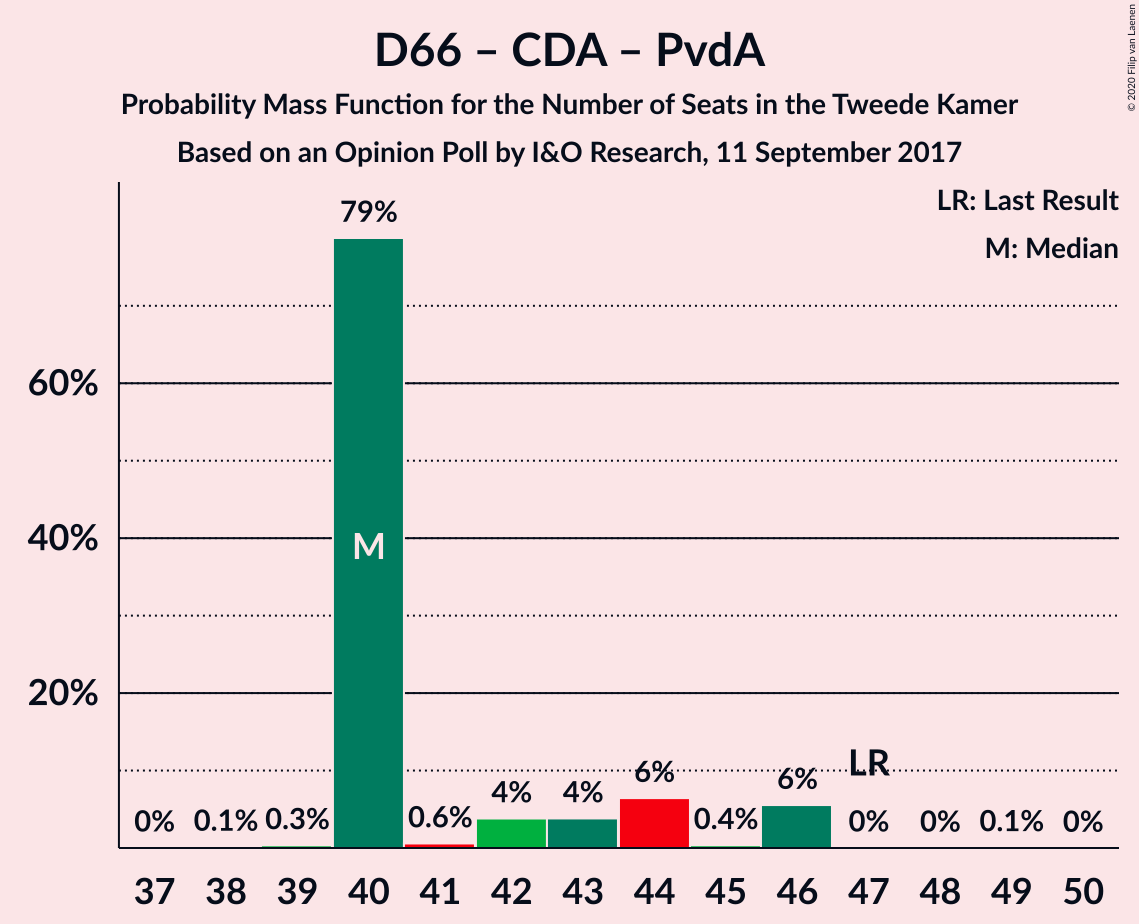 D66 – CDA – PvdA
Probability Mass Function for the Number of Seats in the Tweede Kamer
Based on an Opinion Poll by I&O Research, 11 September 2017
© 2020 Filip van Laenen
LR: Last Result
M: Median
79%
60%
40%
20%
M
LR
0% 0.1% 0.3% 0.6% 4% 4% 6% 0.4% 6% 0% 0% 0.1% 0%
37 38 39 40 41 42 43 44 45 46 47 48 49 50